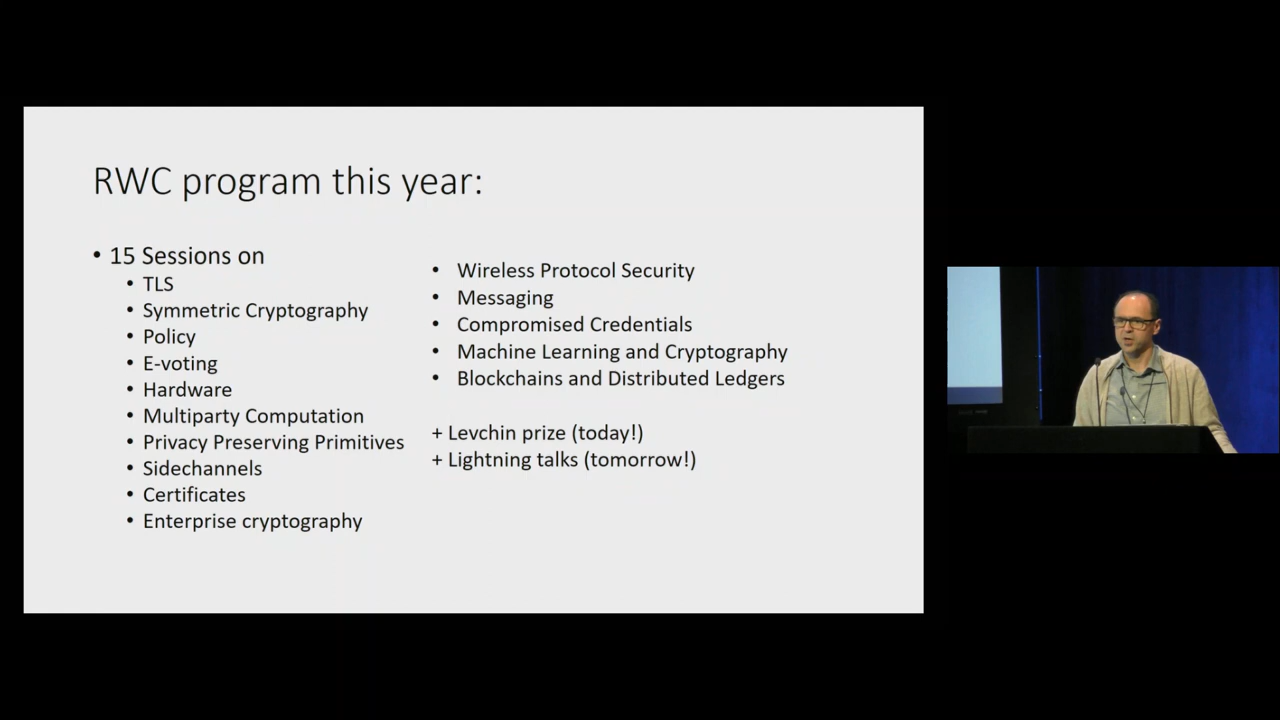 RWC program this year:
• 15 Sessions on
• TLS
• Symmetric Cryptography
• Policy
• E-voting
• Hardware
• Multiparty Computation
• Privacy Preserving Primitives
• Sidechannels
• Certificates
• Enterprise cryptography
• Wireless Protocol Security
• Messaging
• Compromised Credentials
• Machine Learning and Cryptography
• Blockchains and Distributed Ledgers
+ Levchin prize (today!)
+ Lightning talks (tomorrow!)